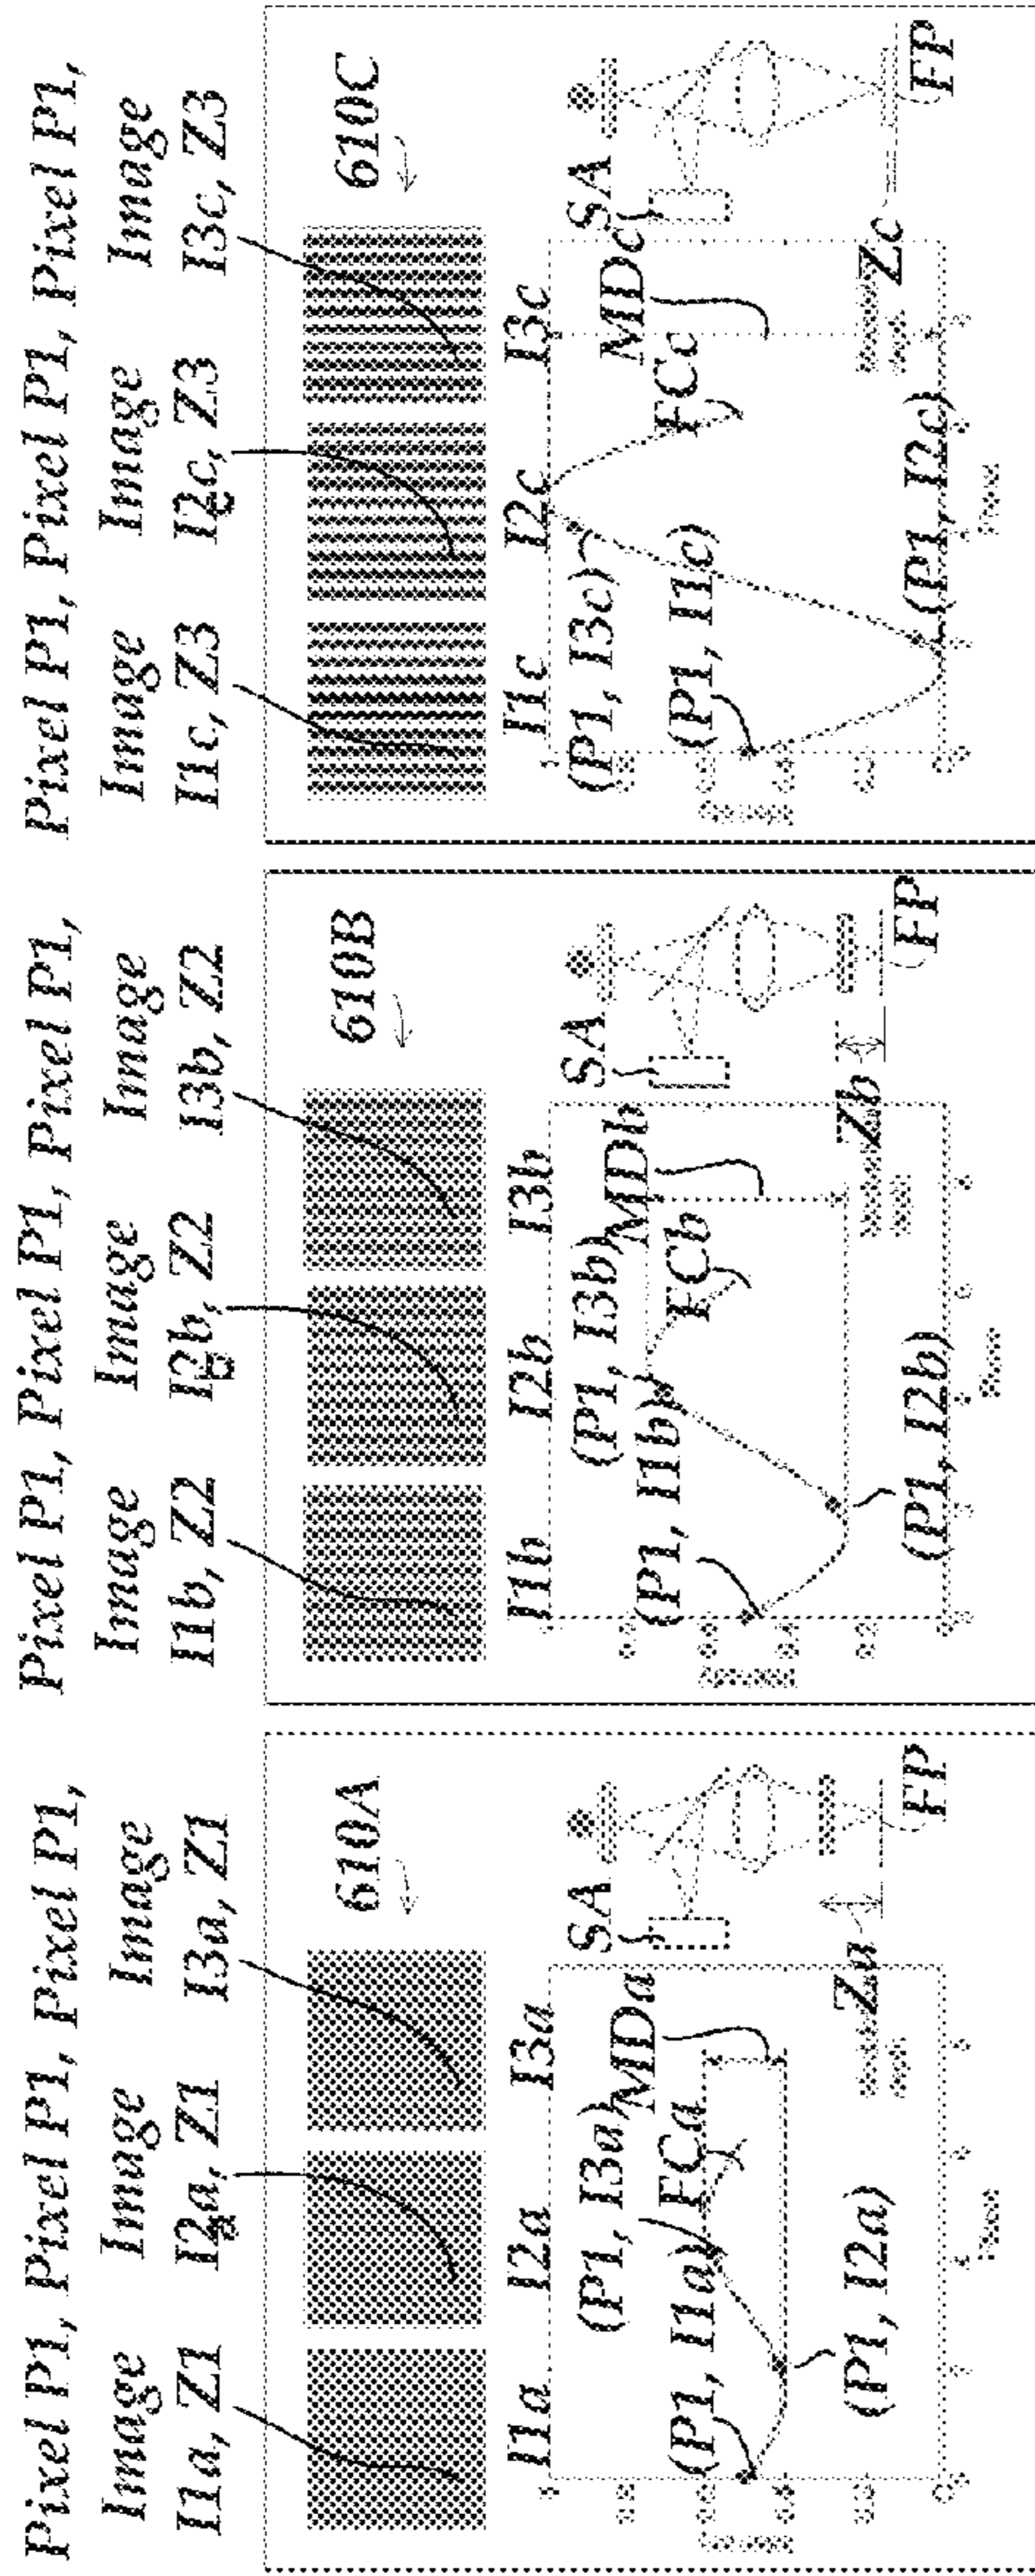 Pixel P1, Pixel P1, Pixel P1,
Image Image Image
I1a, Z1 I2a, Z1 I3a, Z1
610A
I1a I2a I3a
SA
(P1, I3a)
MDa
(P1, I1a)
FCa
(P1, I2a)
Za
FP
Pixel P1, Pixel P1, Pixel P1,
Image Image Image
I1b, Z2 I2b, Z2 I3b, Z2
610B
I1b I2b I3b
SA
(P1, I3b)
MDb
(P1, I1b)
FCb
(P1, I2b)
Zb
FP
Pixel P1, Pixel P1, Pixel P1,
Image Image Image
I1c, Z3 I2c, Z3 I3c, Z3
610C
I1c I2c I3c
SA
(P1, I3c)
MDc
(P1, I1c)
FCc
(P1, I2c)
Zc
FP